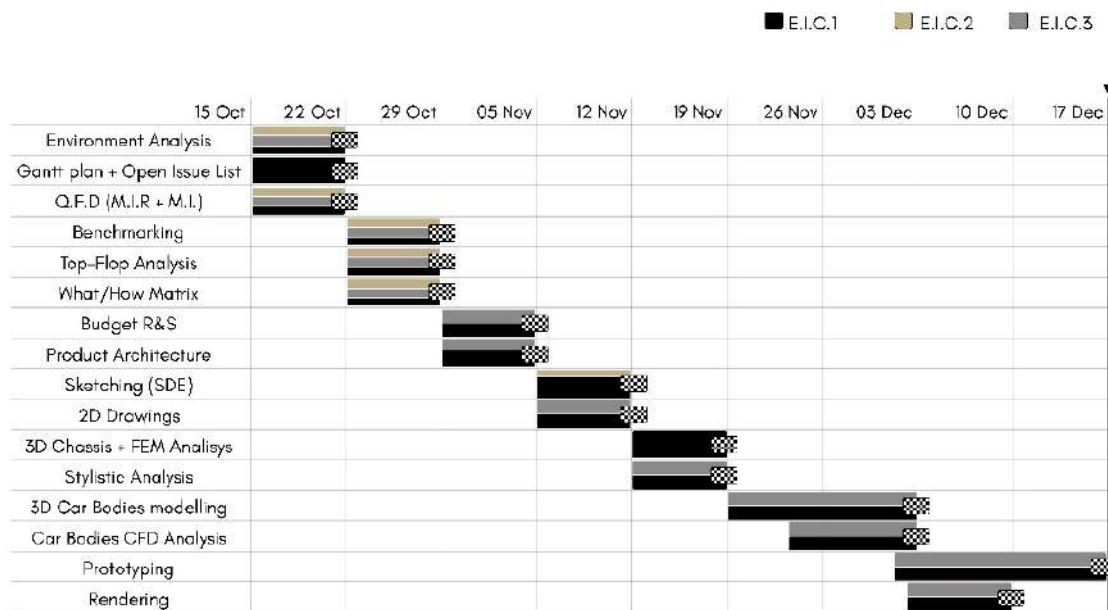 E.I.C.1 E.I.C.2 E.I.C.3
15 Oct 22 Oct 29 Oct 05 Nov 12 Nov 19 Nov 26 Nov 03 Dec 10 Dec 17 Dec
Environment Analysis
Gantt plan + Open Issue List
Q.F.D (M.I.R + M.I.)
Benchmarking
Top-Flop Analysis
What/How Matrix
Budget R&S
Product Architecture
Sketching (SDE)
2D Drawings
3D Chassis + FEM Analisys
Stylistic Analysis
3D Car Bodies modelling
Car Bodies CFD Analysis
Prototyping
Rendering